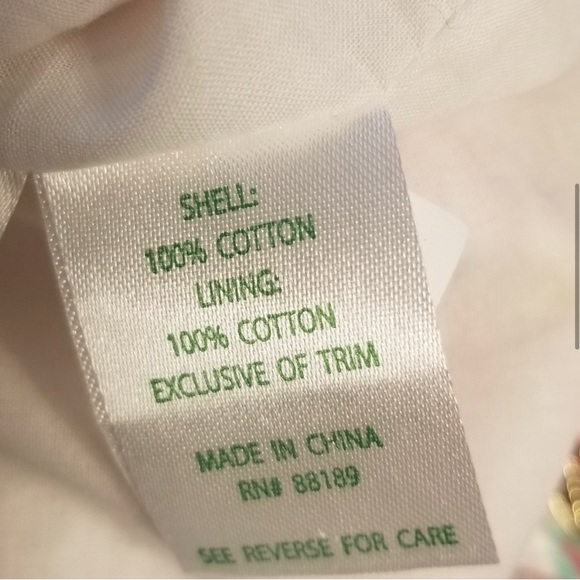 SHELL:
100% COTTON
LINING:
100% COTTON
EXCLUSIVE OF TRIM
MADE IN CHINA
RN# 88189
SEE REVERSE FOR CARE